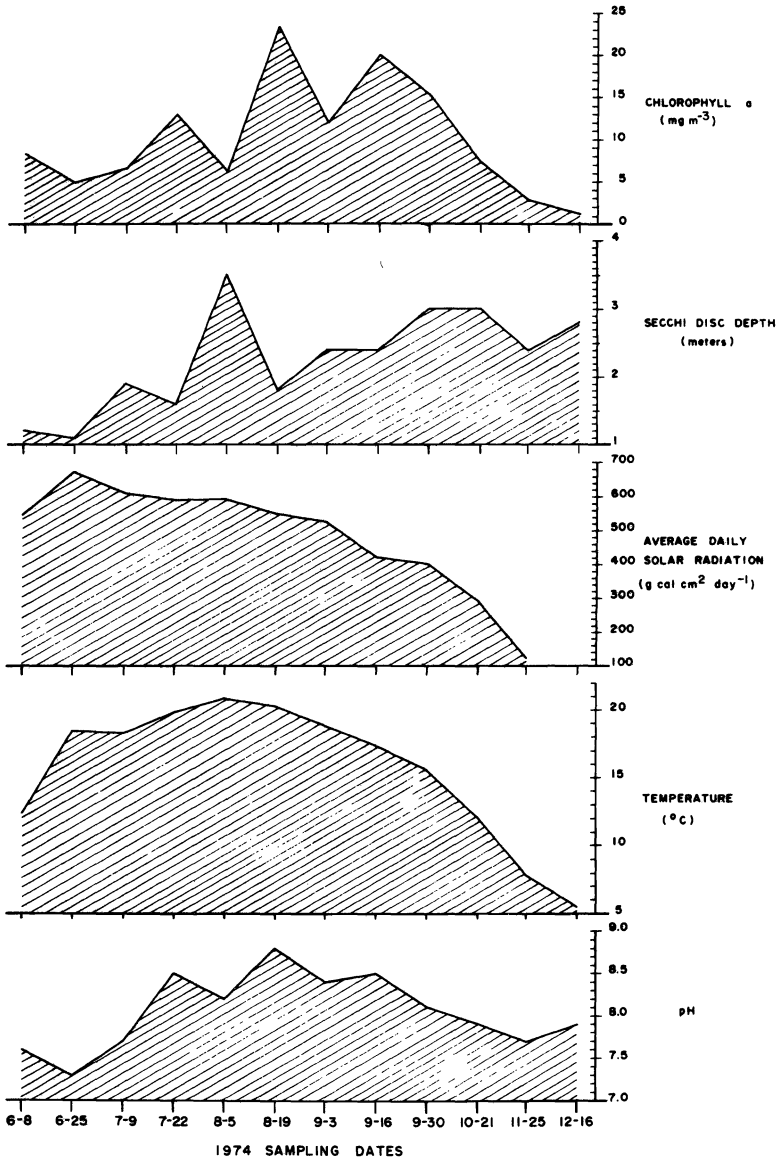 25
20
15
10
5
0
CHLOROPHYLL a
(mg m⁻³)
4
3
2
1
SECCHI DISC DEPTH
(meters)
700
600
500
400
300
200
100
AVERAGE DAILY
SOLAR RADIATION
(g cal cm² day⁻¹)
20
15
10
5
TEMPERATURE
(°C)
9.0
8.5
8.0
7.5
7.0
pH
6-8 6-25 7-9 7-22 8-5 8-19 9-3 9-16 9-30 10-21 11-25 12-16
1974 SAMPLING DATES